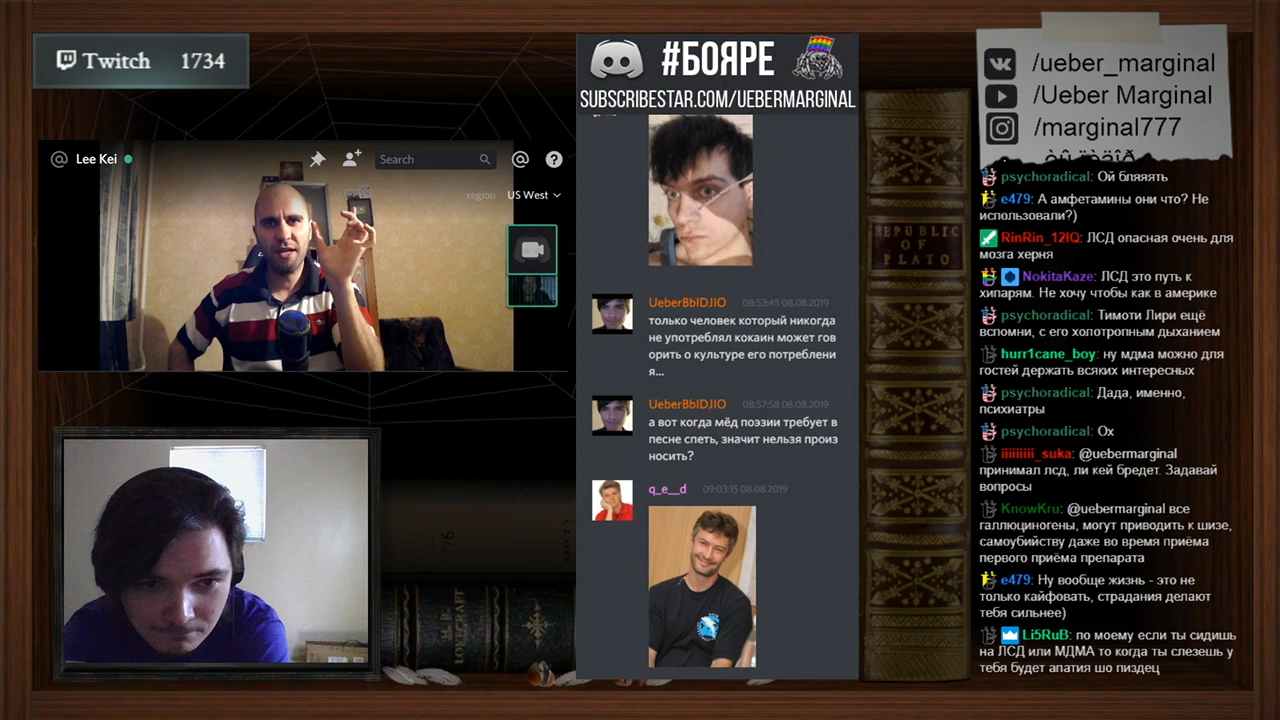 Twitch 1734
@ Lee Kei
Search
region
US West
#БОЯРЕ
SUBSCRIBESTAR.COM/UEBERMARGINAL
UeberBbIDJIO 08:53:45 08.08.2019
только человек который никогда
не употреблял кокаин может гов
орить о культуре его потреблени
я...
UeberBbIDJIO 08:57:58 08.08.2019
а вот когда мёд поэзии требует в
песне спеть, значит нельзя произ
носить?
q_e__d 09:03:15 08.08.2019
REPUBLIC
OF
PLATO
H.P.
LOVECRAFT
/ueber_marginal
/Ueber Marginal
/marginal777
psychoradical: Ой бляяять
e479: А амфетамины они что? Не
использовали?)
RinRin_12IQ: ЛСД опасная очень для
мозга херня
NokitaKaze: ЛСД это путь к
хипарям. Не хочу чтобы как в америке
psychoradical: Тимоти Лири ещё
вспомни, с его холотропным дыханием
hurr1cane_boy: ну мдма можно для
гостей держать всяких интересных
psychoradical: Дада, именно,
психиатры
psychoradical: Ох
iiiiiiiii_suka: @uebermarginal
принимал лсд, ли кей бредет. Задавай
вопросы
KnowKru: @uebermarginal все
галлюциногены, могут приводить к шизе,
самоубийству даже во время приёма
первого приёма препарата
e479: Ну вообще жизнь - это не
только кайфовать, страдания делают
тебя сильнее)
Li5RuB: по моему если ты сидишь
на ЛСД или МДМА то когда ты слезешь у
тебя будет апатия шо пиздец